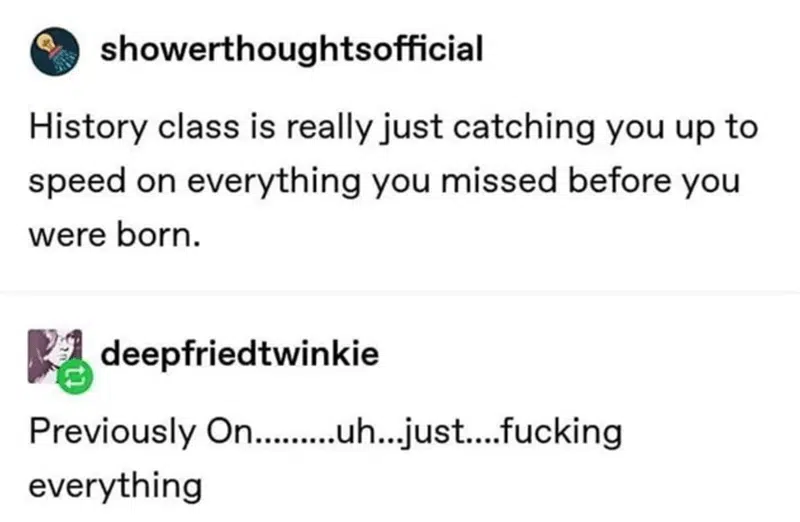 showerthoughtsofficial
History class is really just catching you up to
speed on everything you missed before you
were born.
deepfriedtwinkie
Previously On.........uh...just....fucking
everything